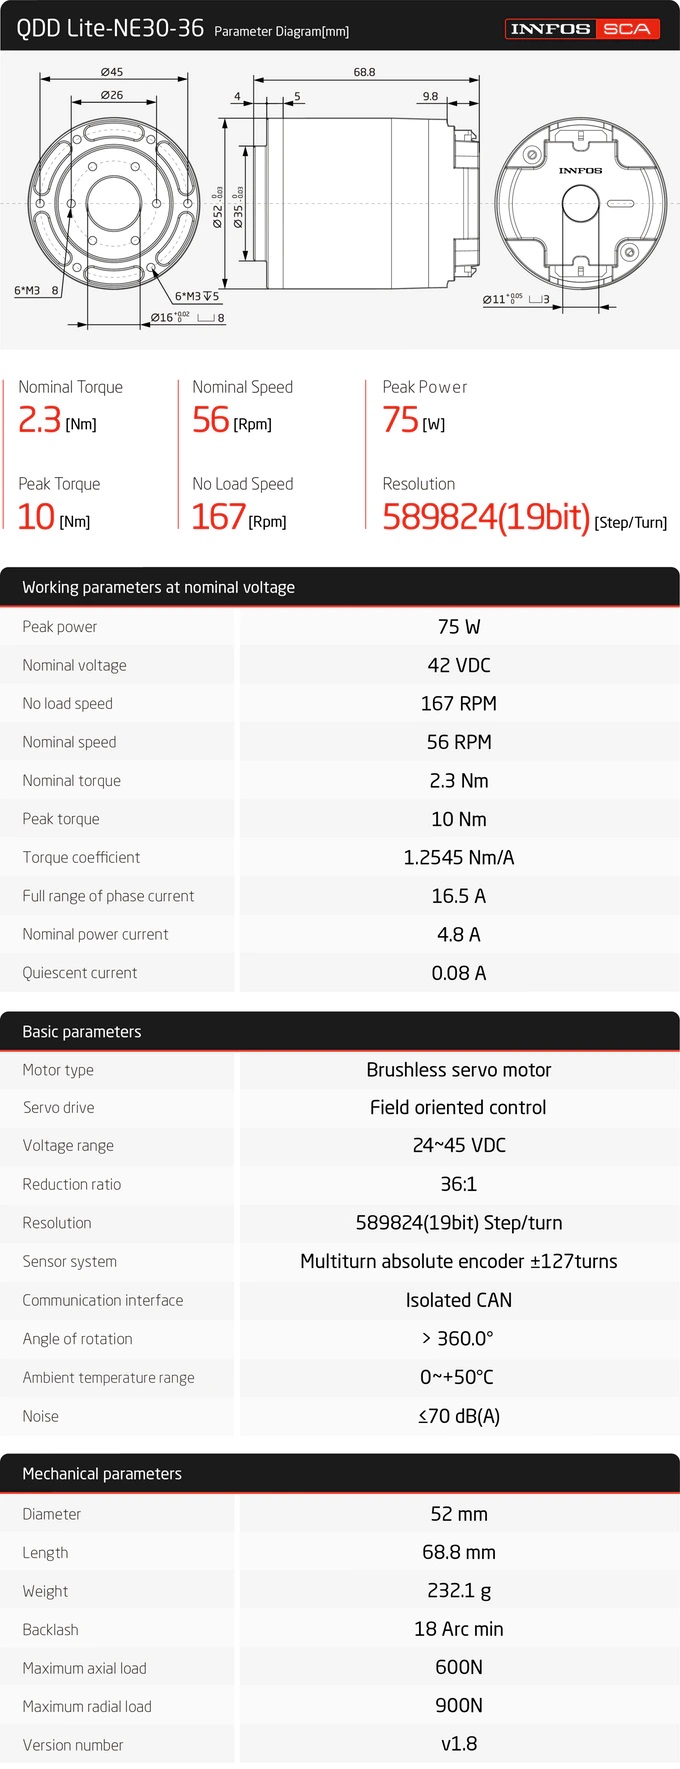 QDD Lite-NE30-36 Parameter Diagram[mm] INNFOS SCA
Ø45
Ø26
68.8
4
5
9.8
Ø52 0 -0.03
Ø35 0 -0.03
INNFOS
6*M3 8
6*M3↧5
Ø16 +0.02 0 ⌴8
Ø11 +0.05 0 ⌴3
Nominal Torque
2.3 [Nm]
Nominal Speed
56 [Rpm]
Peak Power
75 [W]
Peak Torque
10 [Nm]
No Load Speed
167 [Rpm]
Resolution
589824(19bit) [Step/Turn]
Working parameters at nominal voltage
Peak power 75 W
Nominal voltage 42 VDC
No load speed 167 RPM
Nominal speed 56 RPM
Nominal torque 2.3 Nm
Peak torque 10 Nm
Torque coefficient 1.2545 Nm/A
Full range of phase current 16.5 A
Nominal power current 4.8 A
Quiescent current 0.08 A
Basic parameters
Motor type Brushless servo motor
Servo drive Field oriented control
Voltage range 24~45 VDC
Reduction ratio 36:1
Resolution 589824(19bit) Step/turn
Sensor system Multiturn absolute encoder ±127turns
Communication interface Isolated CAN
Angle of rotation > 360.0°
Ambient temperature range 0~+50°C
Noise ≤70 dB(A)
Mechanical parameters
Diameter 52 mm
Length 68.8 mm
Weight 232.1 g
Backlash 18 Arc min
Maximum axial load 600N
Maximum radial load 900N
Version number v1.8